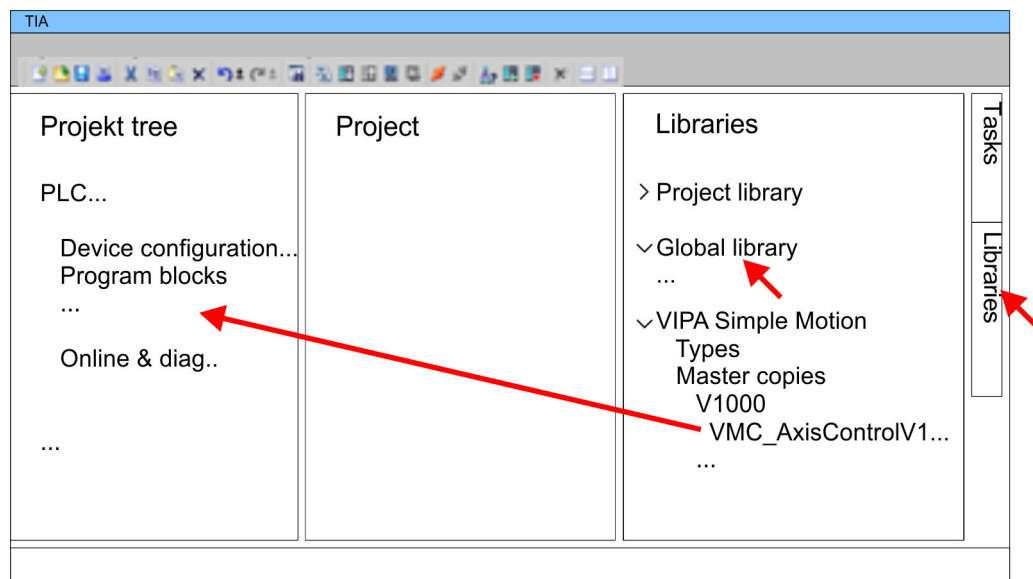 TIA
Projekt tree
PLC...
Device configuration...
Program blocks
...
Online & diag..
...
Project
Libraries
Project library
Global library
...
VIPA Simple Motion
Types
Master copies
V1000
VMC_AxisControlV1...
...
Tasks
Libraries